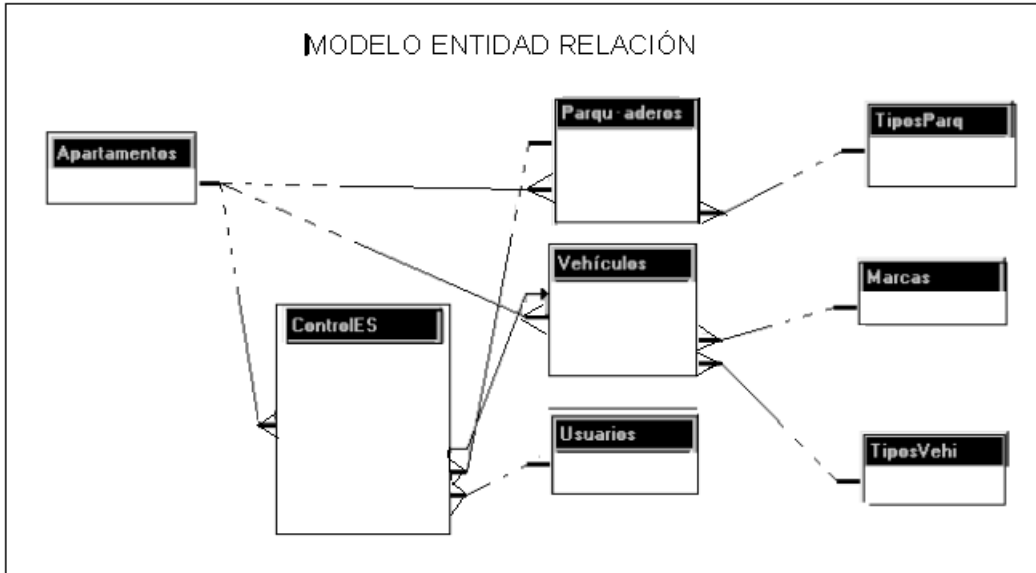 MODELO ENTIDAD RELACIÓN
Parqu aderos
TiposParq
Apartamentos
Vehículos
Marcas
ControlES
Usuarios
TiposVehi